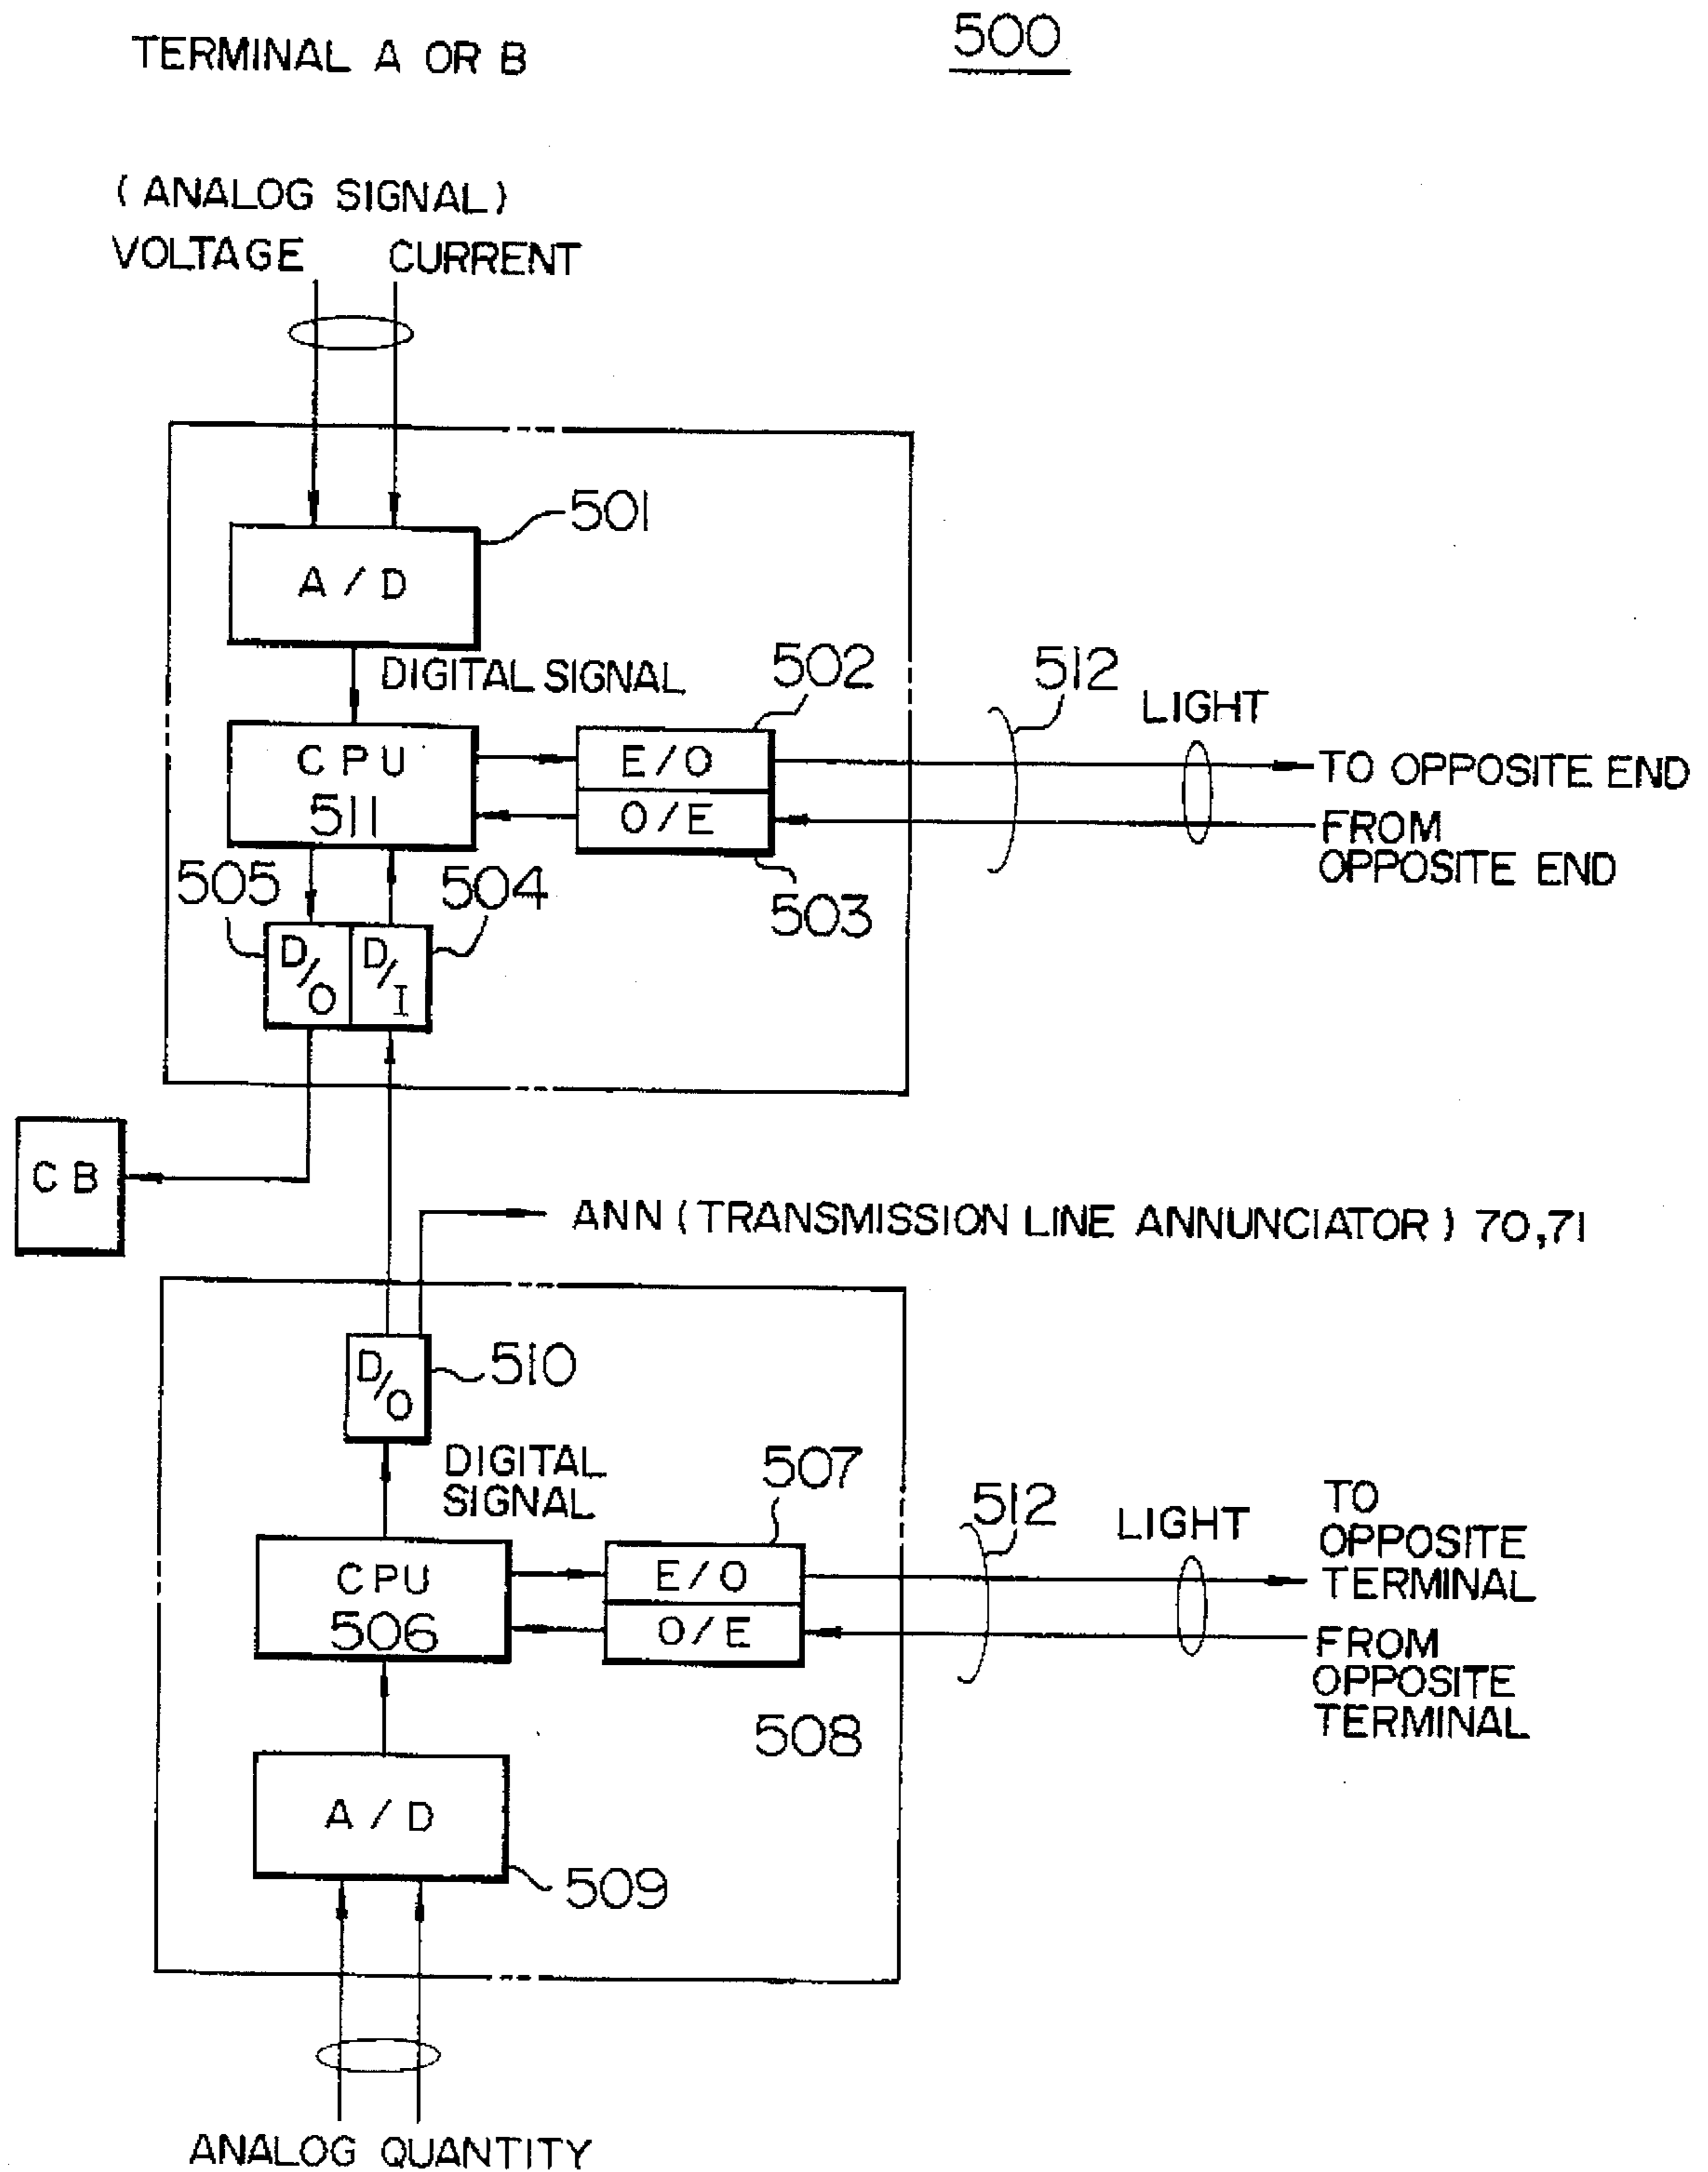 TERMINAL A OR B
500
(ANALOG SIGNAL)
VOLTAGE CURRENT
501
A/D
DIGITAL SIGNAL
502
512
LIGHT
CPU
511
E/O
O/E
TO OPPOSITE END
FROM
OPPOSITE END
505
504
503
D/O
D/I
CB
ANN (TRANSMISSION LINE ANNUNCIATOR) 70,71
D/O
510
DIGITAL
SIGNAL
507
512
LIGHT
TO
OPPOSITE
TERMINAL
CPU
506
E/O
O/E
FROM
OPPOSITE
TERMINAL
508
A/D
509
ANALOG QUANTITY